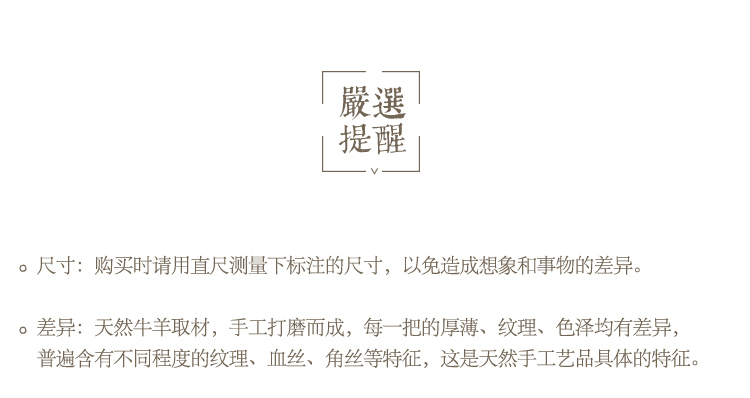 嚴選
提醒
尺寸：购买时请用直尺测量下标注的尺寸，以免造成想象和事物的差异。
差异：天然牛羊取材，手工打磨而成，每一把的厚薄、纹理、色泽均有差异，
普遍含有不同程度的纹理、血丝、角丝等特征，这是天然手工艺品具体的特征。